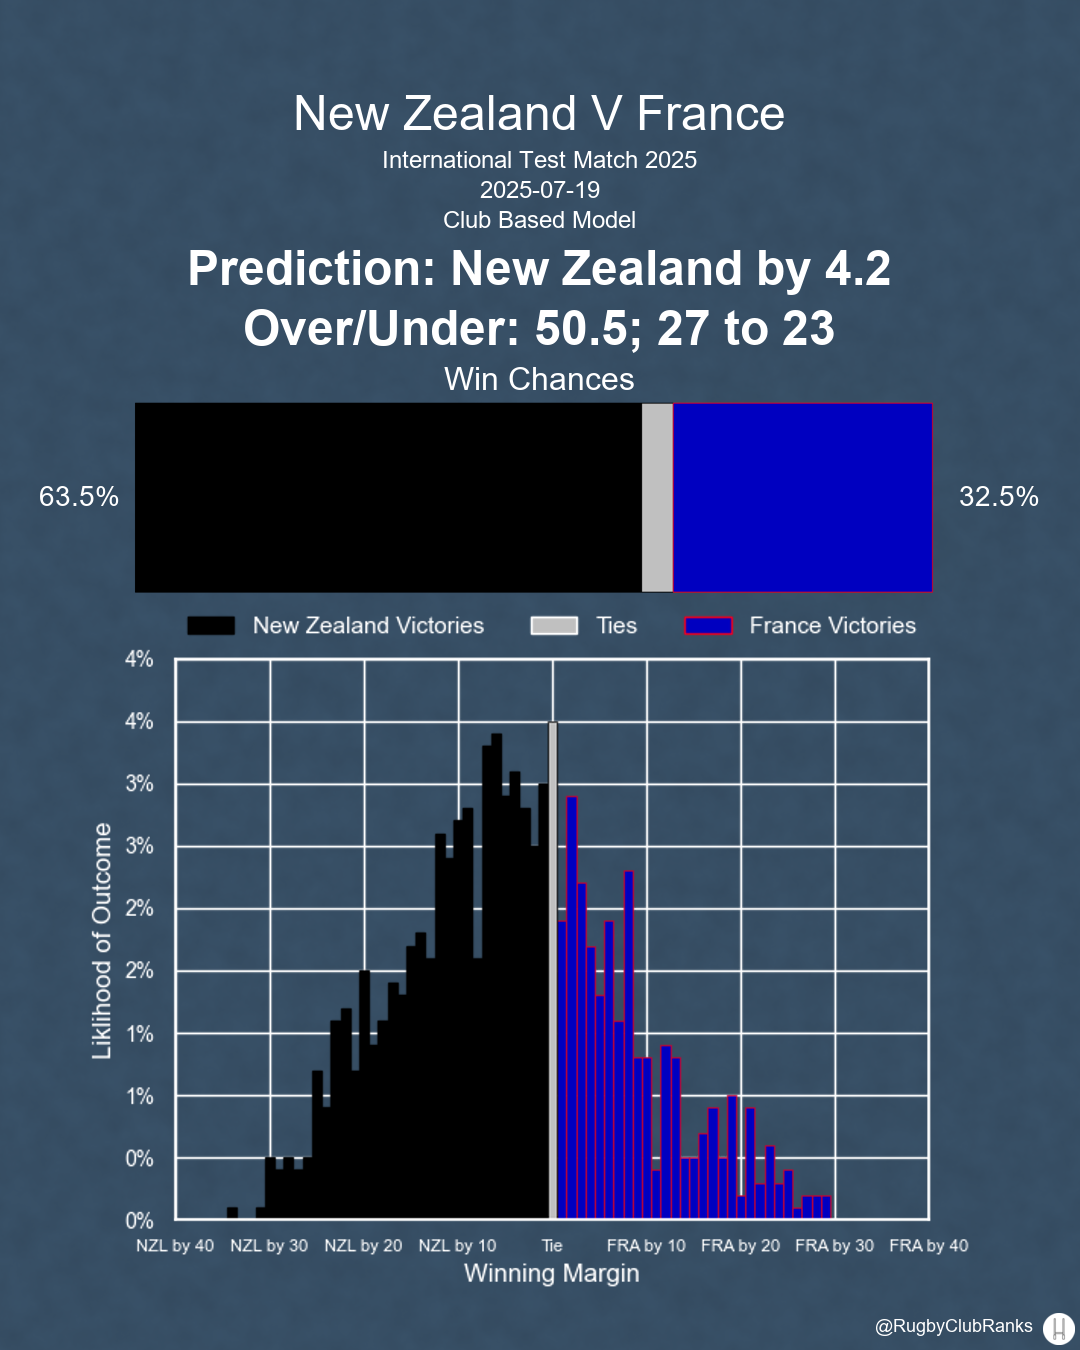 New Zealand V France
International Test Match 2025
2025-07-19
Club Based Model
Prediction: New Zealand by 4.2
Over/Under: 50.5; 27 to 23
Win Chances
63.5%
32.5%
New Zealand Victories
Ties
France Victories
4%
4%
3%
3%
2%
2%
1%
1%
0%
0%
Liklihood of Outcome
NZL by 40
NZL by 30
NZL by 20
NZL by 10
Tie
FRA by 10
FRA by 20
FRA by 30
FRA by 40
Winning Margin
@RugbyClubRanks